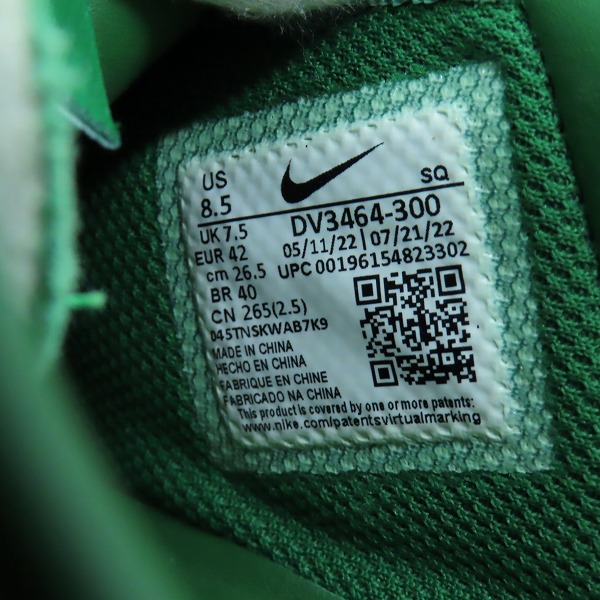 US SQ
8.5
UK 7.5 DV3464-300
EUR 42 05/11/22 | 07/21/22
cm 26.5 UPC 00196154823302
BR 40
CN 265(2.5)
045TNSKWAB7K9
MADE IN CHINA
HECHO EN CHINA
FABRIQUE EN CHINE
FABRICADO NA CHINA
This product is covered by one or more patents:
www.nike.com/patentsvirtualmarking